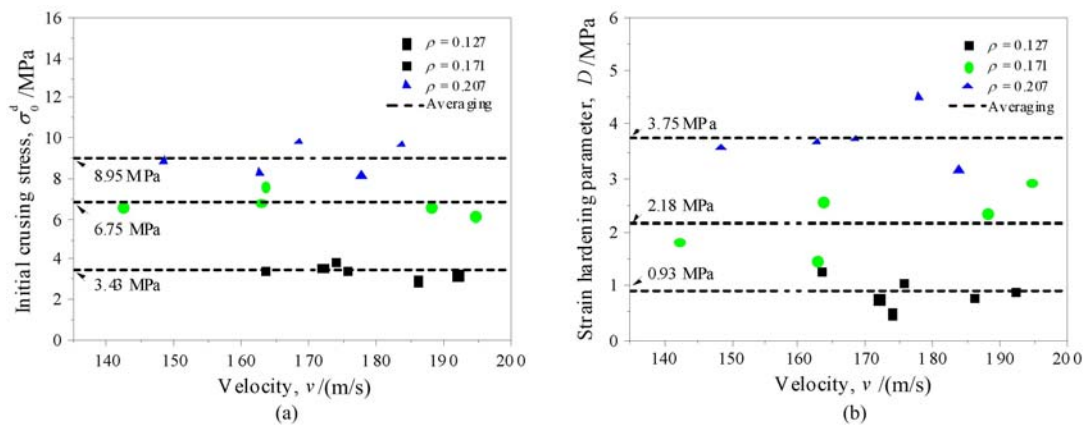 (a)
16
14
12
10
8
6
4
2
0
Initial crusing stress, σ₀ᵈ /MPa
ρ = 0.127
ρ = 0.171
ρ = 0.207
Averaging
8.95 MPa
6.75 MPa
3.43 MPa
140 150 160 170 180 190 200
Velocity, v /(m/s)
(a)
(b)
6
5
4
3
2
1
0
Strain hardening parameter, D /MPa
ρ = 0.127
ρ = 0.171
ρ = 0.207
Averaging
3.75 MPa
2.18 MPa
0.93 MPa
140 150 160 170 180 190 200
Velocity, v /(m/s)
(b)